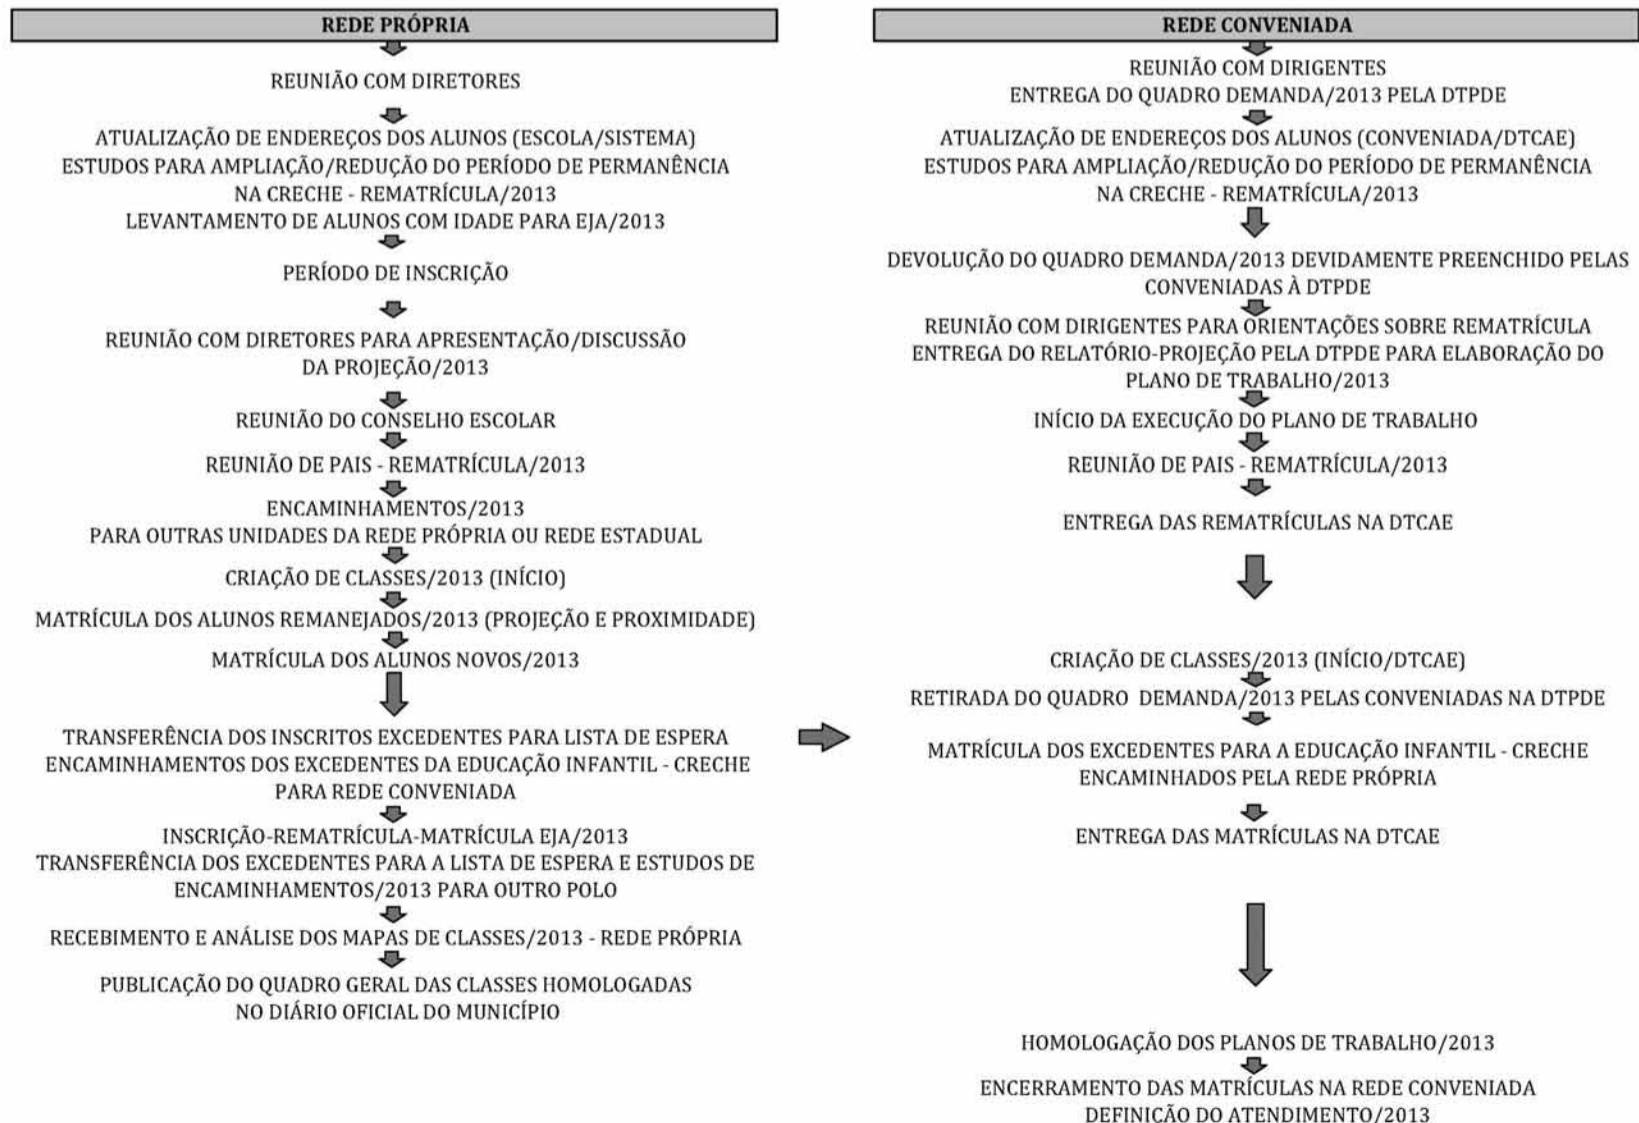 REDE PRÓPRIA
REUNIÃO COM DIRETORES
ATUALIZAÇÃO DE ENDEREÇOS DOS ALUNOS (ESCOLA/SISTEMA)
ESTUDOS PARA AMPLIAÇÃO/REDUÇÃO DO PERÍODO DE PERMANÊNCIA
NA CRECHE - REMATRÍCULA/2013
LEVANTAMENTO DE ALUNOS COM IDADE PARA EJA/2013
PERÍODO DE INSCRIÇÃO
REUNIÃO COM DIRETORES PARA APRESENTAÇÃO/DISCUSSÃO
DA PROJEÇÃO/2013
REUNIÃO DO CONSELHO ESCOLAR
REUNIÃO DE PAIS - REMATRÍCULA/2013
ENCAMINHAMENTOS/2013
PARA OUTRAS UNIDADES DA REDE PRÓPRIA OU REDE ESTADUAL
CRIAÇÃO DE CLASSES/2013 (INÍCIO)
MATRÍCULA DOS ALUNOS REMANEJADOS/2013 (PROJEÇÃO E PROXIMIDADE)
MATRÍCULA DOS ALUNOS NOVOS/2013
TRANSFERÊNCIA DOS INSCRITOS EXCEDENTES PARA LISTA DE ESPERA
ENCAMINHAMENTOS DOS EXCEDENTES DA EDUCAÇÃO INFANTIL - CRECHE
PARA REDE CONVENIADA
INSCRIÇÃO-REMATRÍCULA-MATRÍCULA EJA/2013
TRANSFERÊNCIA DOS EXCEDENTES PARA A LISTA DE ESPERA E ESTUDOS DE
ENCAMINHAMENTOS/2013 PARA OUTRO POLO
RECEBIMENTO E ANÁLISE DOS MAPAS DE CLASSES/2013 - REDE PRÓPRIA
PUBLICAÇÃO DO QUADRO GERAL DAS CLASSES HOMOLOGADAS
NO DIÁRIO OFICIAL DO MUNICÍPIO
REDE CONVENIADA
REUNIÃO COM DIRIGENTES
ENTREGA DO QUADRO DEMANDA/2013 PELA DTPDE
ATUALIZAÇÃO DE ENDEREÇOS DOS ALUNOS (CONVENIADA/DTCAE)
ESTUDOS PARA AMPLIAÇÃO/REDUÇÃO DO PERÍODO DE PERMANÊNCIA
NA CRECHE - REMATRÍCULA/2013
DEVOLUÇÃO DO QUADRO DEMANDA/2013 DEVIDAMENTE PREENCHIDO PELAS
CONVENIADAS À DTPDE
REUNIÃO COM DIRIGENTES PARA ORIENTAÇÕES SOBRE REMATRÍCULA
ENTREGA DO RELATÓRIO-PROJEÇÃO PELA DTPDE PARA ELABORAÇÃO DO
PLANO DE TRABALHO/2013
INÍCIO DA EXECUÇÃO DO PLANO DE TRABALHO
REUNIÃO DE PAIS - REMATRÍCULA/2013
ENTREGA DAS REMATRÍCULAS NA DTCAE
CRIAÇÃO DE CLASSES/2013 (INÍCIO/DTCAE)
RETIRADA DO QUADRO DEMANDA/2013 PELAS CONVENIADAS NA DTPDE
MATRÍCULA DOS EXCEDENTES PARA A EDUCAÇÃO INFANTIL - CRECHE
ENCAMINHADOS PELA REDE PRÓPRIA
ENTREGA DAS MATRÍCULAS NA DTCAE
HOMOLOGAÇÃO DOS PLANOS DE TRABALHO/2013
ENCERRAMENTO DAS MATRÍCULAS NA REDE CONVENIADA
DEFINIÇÃO DO ATENDIMENTO/2013